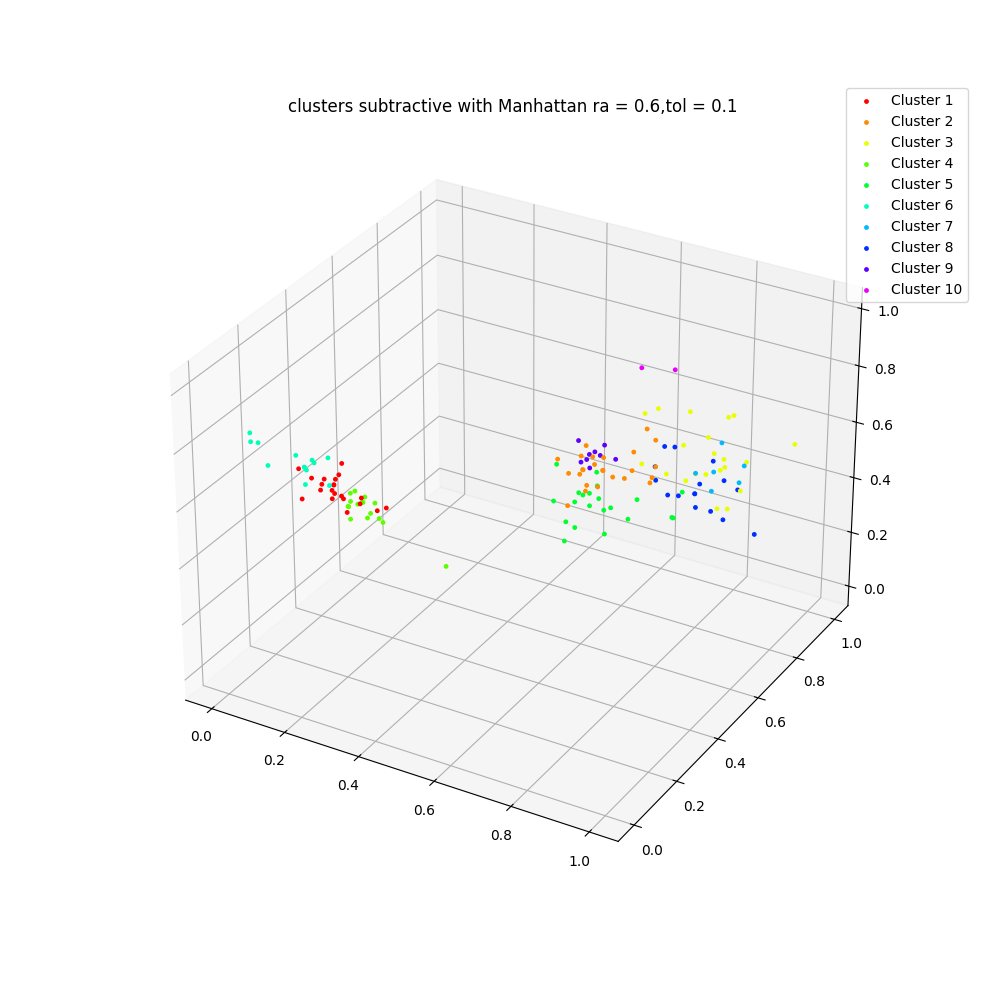 clusters subtractive with Manhattan ra = 0.6,tol = 0.1
Cluster 1
Cluster 2
Cluster 3
Cluster 4
Cluster 5
Cluster 6
Cluster 7
Cluster 8
Cluster 9
Cluster 10
1.0
0.8
0.6
0.4
0.2
0.0
1.0
0.8
0.6
0.4
0.2
0.0
0.0
0.2
0.4
0.6
0.8
1.0